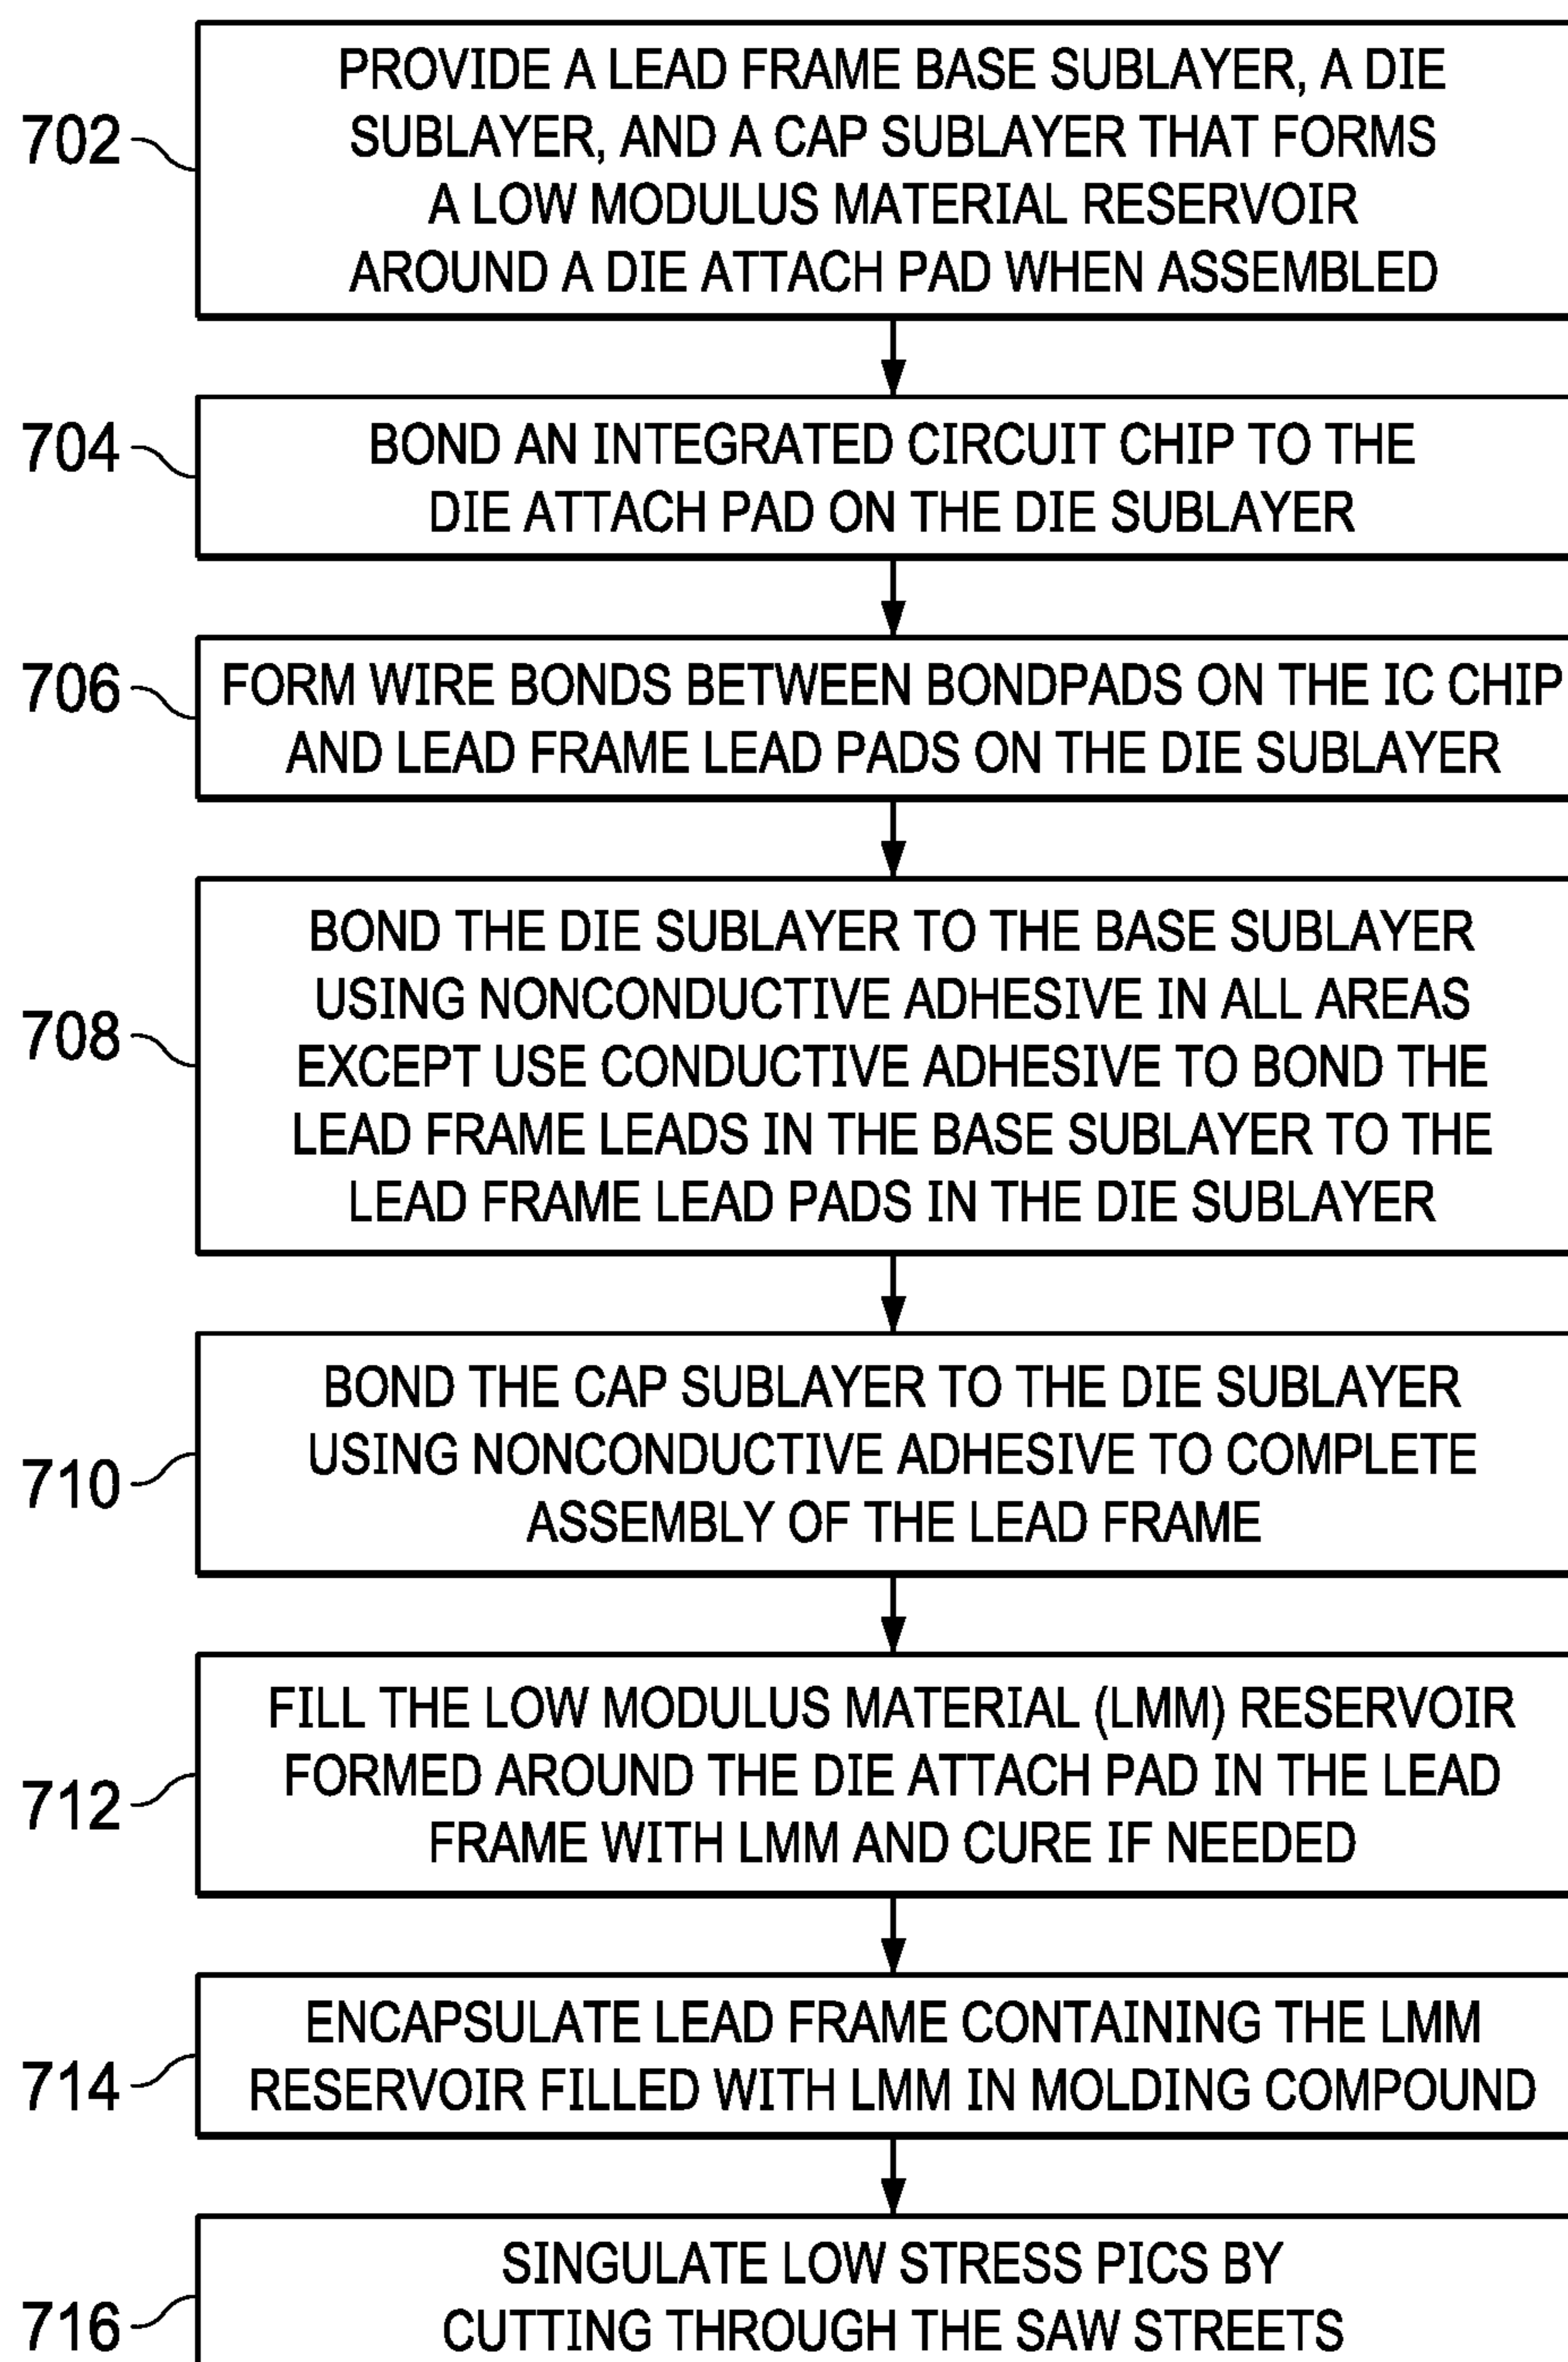 702
PROVIDE A LEAD FRAME BASE SUBLAYER, A DIE
SUBLAYER, AND A CAP SUBLAYER THAT FORMS
A LOW MODULUS MATERIAL RESERVOIR
AROUND A DIE ATTACH PAD WHEN ASSEMBLED
704
BOND AN INTEGRATED CIRCUIT CHIP TO THE
DIE ATTACH PAD ON THE DIE SUBLAYER
706
FORM WIRE BONDS BETWEEN BONDPADS ON THE IC CHIP
AND LEAD FRAME LEAD PADS ON THE DIE SUBLAYER
708
BOND THE DIE SUBLAYER TO THE BASE SUBLAYER
USING NONCONDUCTIVE ADHESIVE IN ALL AREAS
EXCEPT USE CONDUCTIVE ADHESIVE TO BOND THE
LEAD FRAME LEADS IN THE BASE SUBLAYER TO THE
LEAD FRAME LEAD PADS IN THE DIE SUBLAYER
710
BOND THE CAP SUBLAYER TO THE DIE SUBLAYER
USING NONCONDUCTIVE ADHESIVE TO COMPLETE
ASSEMBLY OF THE LEAD FRAME
712
FILL THE LOW MODULUS MATERIAL (LMM) RESERVOIR
FORMED AROUND THE DIE ATTACH PAD IN THE LEAD
FRAME WITH LMM AND CURE IF NEEDED
714
ENCAPSULATE LEAD FRAME CONTAINING THE LMM
RESERVOIR FILLED WITH LMM IN MOLDING COMPOUND
716
SINGULATE LOW STRESS PICS BY
CUTTING THROUGH THE SAW STREETS